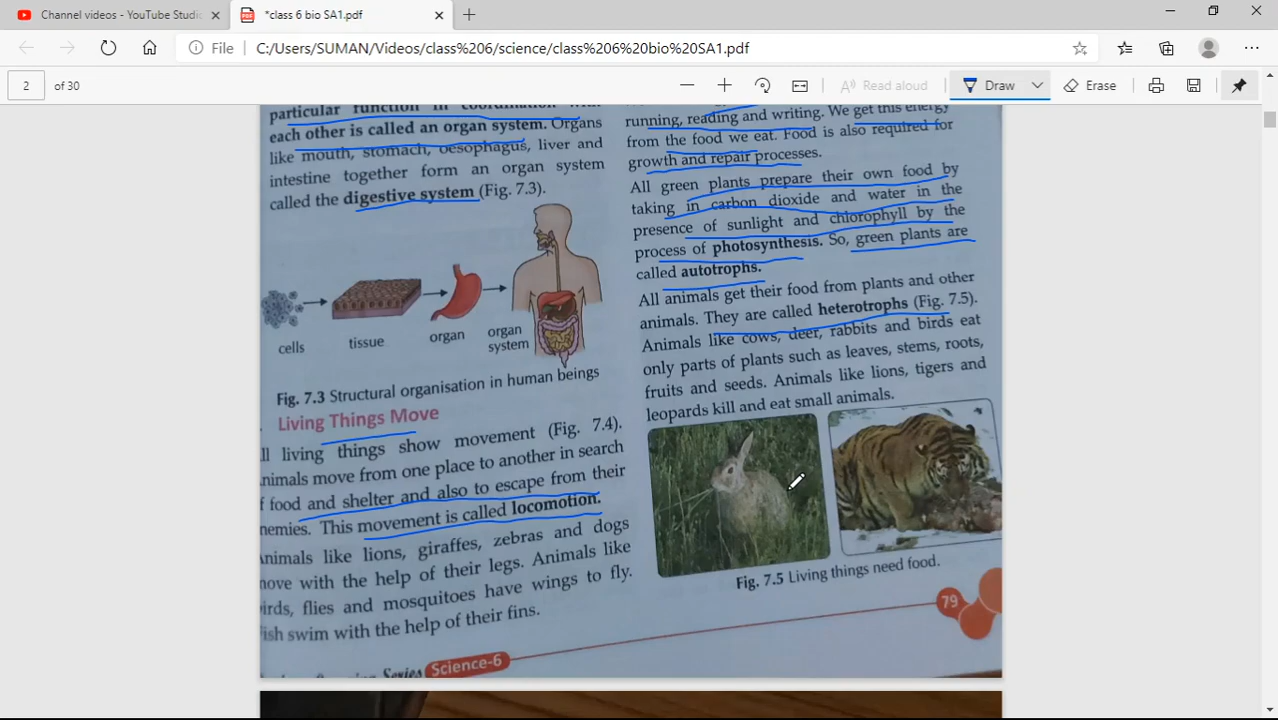 Channel videos - YouTube Studi
*class 6 bio SA1.pdf
File
C:/Users/SUMAN/Videos/class%206/science/class%206%20bio%20SA1.pdf
2
of 30
Read aloud
Draw
Erase
particular function in coordination with
each other is called an organ system. Organs
like mouth, stomach, oesophagus, liver and
intestine together form an organ system
called the digestive system (Fig. 7.3).
cells
tissue
organ
organ
system
Fig. 7.3 Structural organisation in human beings
Living Things Move
ll living things show movement (Fig. 7.4).
nimals move from one place to another in search
f food and shelter and also to escape from their
nemies. This movement is called locomotion.
Animals like lions, giraffes, zebras and dogs
move with the help of their legs. Animals like
irds, flies and mosquitoes have wings to fly.
Fish swim with the help of their fins.
Series Science-6
running, reading and writing. We get this energy
from the food we eat. Food is also required for
growth and repair processes.
All green plants prepare their own food by
taking in carbon dioxide and water in the
presence of sunlight and chlorophyll by the
process of photosynthesis. So, green plants are
called autotrophs.
All animals get their food from plants and other
animals. They are called heterotrophs (Fig. 7.5).
Animals like cows, deer, rabbits and birds eat
only parts of plants such as leaves, stems, roots,
fruits and seeds. Animals like lions, tigers and
leopards kill and eat small animals.
Fig. 7.5 Living things need food.
79